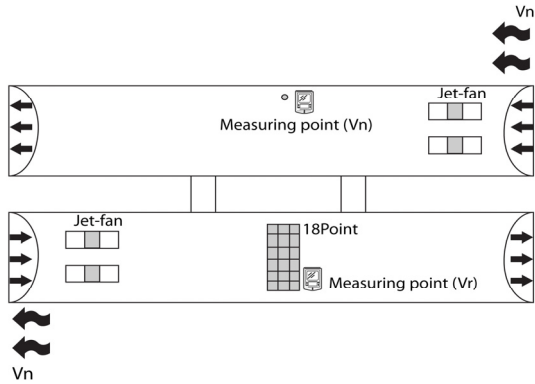 Vn
Jet-fan
Measuring point (Vn)
Jet-fan
18Point
Measuring point (Vr)
Vn